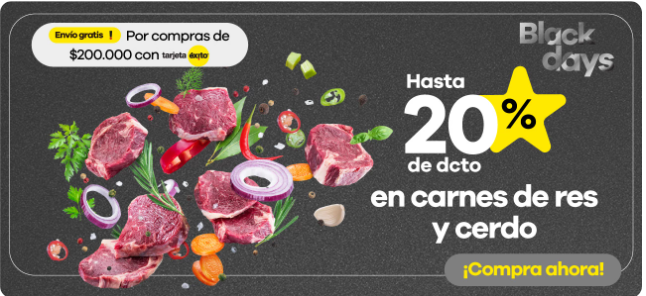 Envío gratis ! Por compras de
$200.000 con tarjeta éxito
Black
days
Hasta
20%
de dcto
en carnes de res
y cerdo
¡Compra ahora!